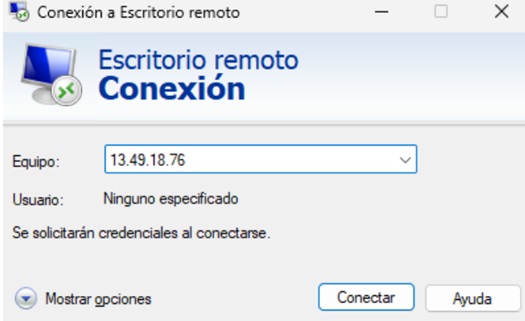 Conexión a Escritorio remoto
Escritorio remoto
Conexión
Equipo: 13.49.18.76
Usuario: Ninguno especificado
Se solicitarán credenciales al conectarse.
Mostrar opciones Conectar Ayuda